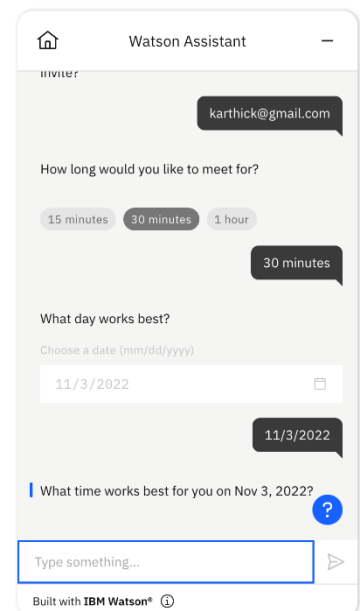 Watson Assistant
invite?
karthick@gmail.com
How long would you like to meet for?
15 minutes 30 minutes 1 hour
30 minutes
What day works best?
Choose a date (mm/dd/yyyy)
11/3/2022
11/3/2022
What time works best for you on Nov 3, 2022?
?
Type something...
Built with IBM Watson®